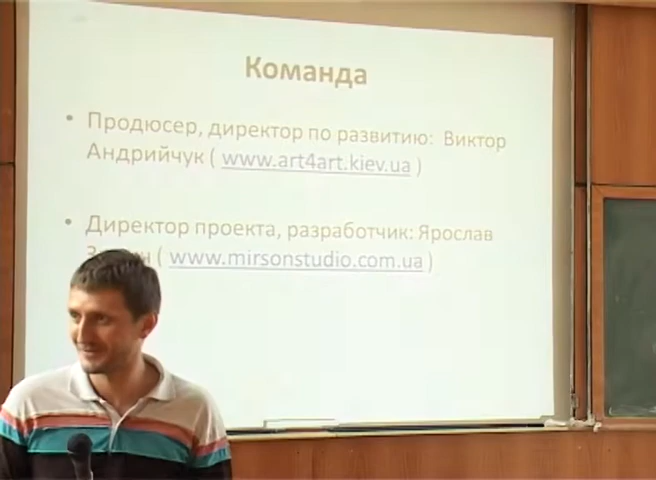 Команда
• Продюсер, директор по развитию: Виктор
Андрийчук ( www.art4art.kiev.ua )
• Директор проекта, разработчик: Ярослав
( www.mirsonstudio.com.ua )